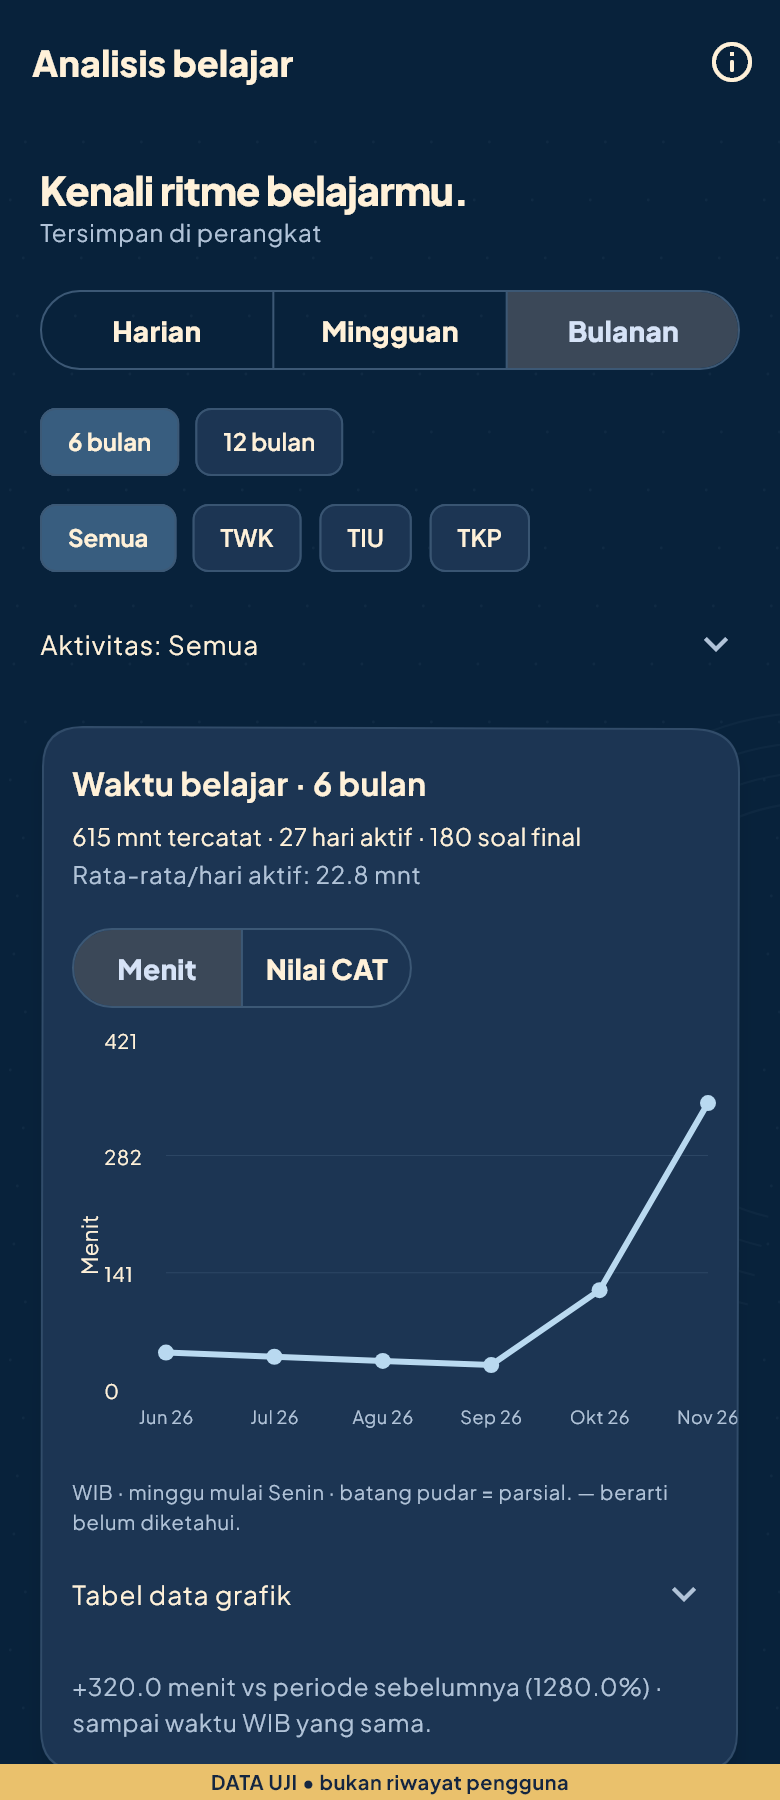 Analisis belajar
Kenali ritme belajarmu.
Tersimpan di perangkat
Harian Mingguan Bulanan
6 bulan 12 bulan
Semua TWK TIU TKP
Aktivitas: Semua
Waktu belajar · 6 bulan
615 mnt tercatat · 27 hari aktif · 180 soal final
Rata-rata/hari aktif: 22.8 mnt
Menit Nilai CAT
421
282
141
0
Menit
Jun 26 Jul 26 Agu 26 Sep 26 Okt 26 Nov 26
WIB · minggu mulai Senin · batang pudar = parsial. — berarti
belum diketahui.
Tabel data grafik
+320.0 menit vs periode sebelumnya (1280.0%) ·
sampai waktu WIB yang sama.
DATA UJI • bukan riwayat pengguna